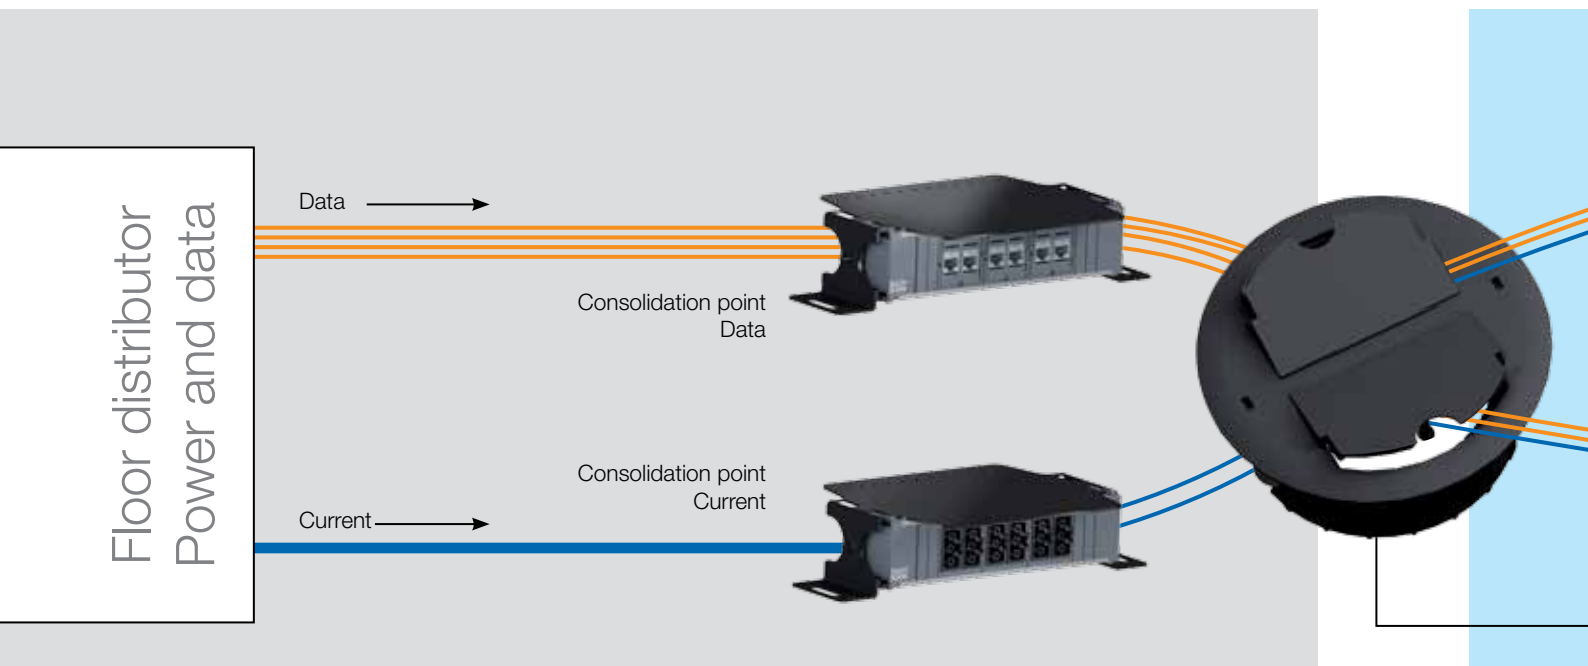 Floor distributor
Power and data
Data
Consolidation point
Data
Consolidation point
Current
Current